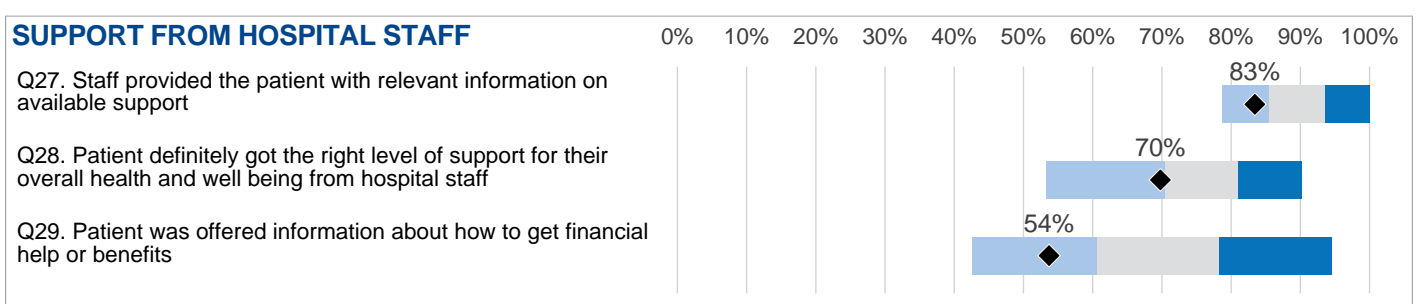 SUPPORT FROM HOSPITAL STAFF 0% 10% 20% 30% 40% 50% 60% 70% 80% 90% 100%
Q27. Staff provided the patient with relevant information on
available support
83%
Q28. Patient definitely got the right level of support for their
overall health and well being from hospital staff
70%
Q29. Patient was offered information about how to get financial
help or benefits
54%